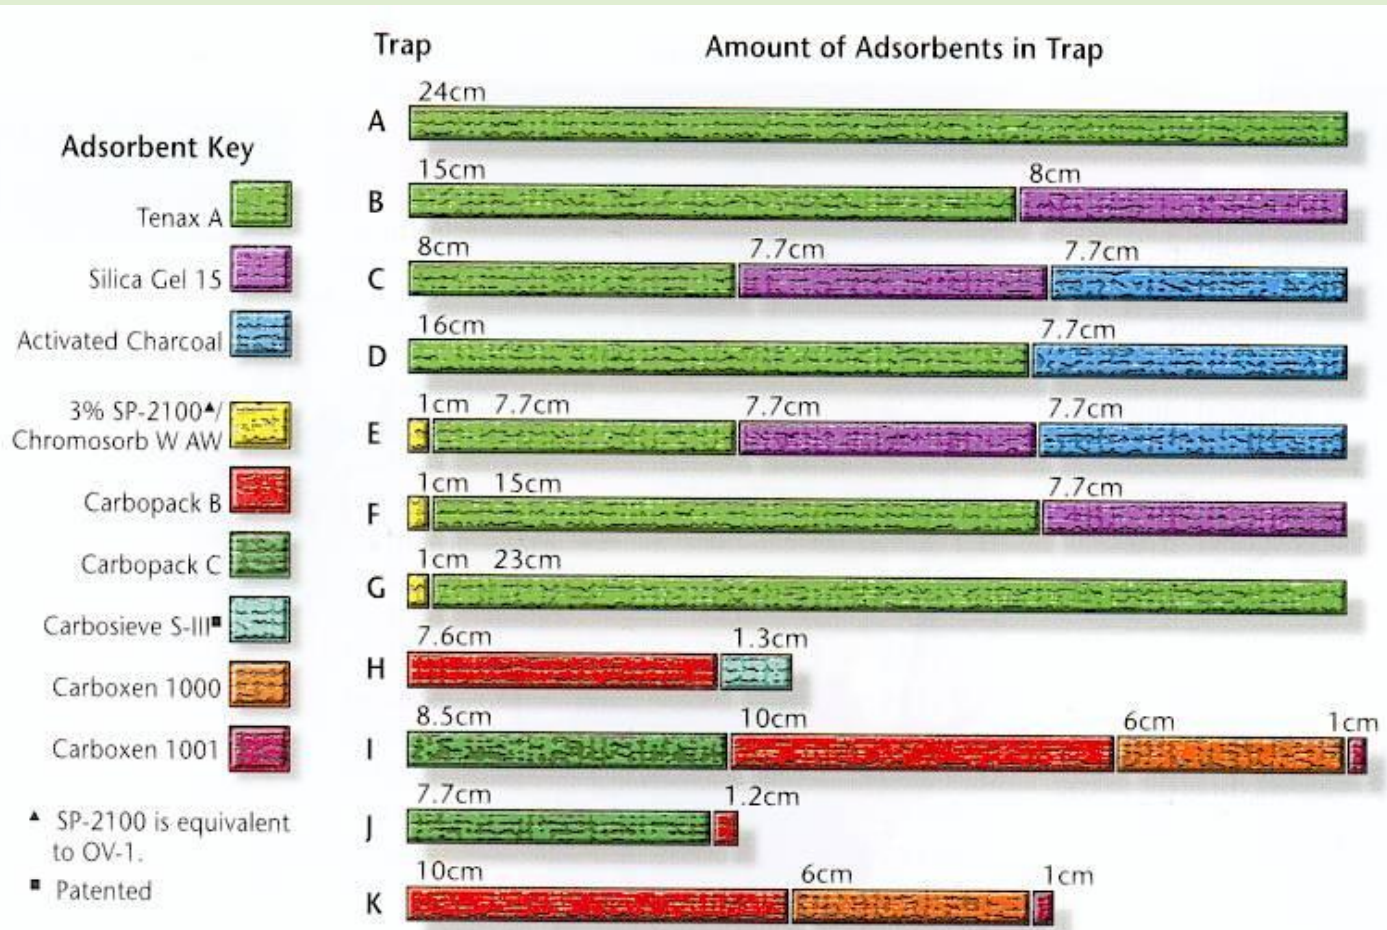 Trap Amount of Adsorbents in Trap
Adsorbent Key
Tenax A
Silica Gel 15
Activated Charcoal
3% SP-2100▲/
Chromosorb W AW
Carbopack B
Carbopack C
Carbosieve S-III■
Carboxen 1000
Carboxen 1001
▲ SP-2100 is equivalent
to OV-1.
■ Patented
24cm
A
15cm 8cm
B
8cm 7.7cm 7.7cm
C
16cm 7.7cm
D
1cm 7.7cm 7.7cm 7.7cm
E
1cm 15cm 7.7cm
F
1cm 23cm
G
7.6cm 1.3cm
H
8.5cm 10cm 6cm 1cm
I
7.7cm 1.2cm
J
10cm 6cm 1cm
K